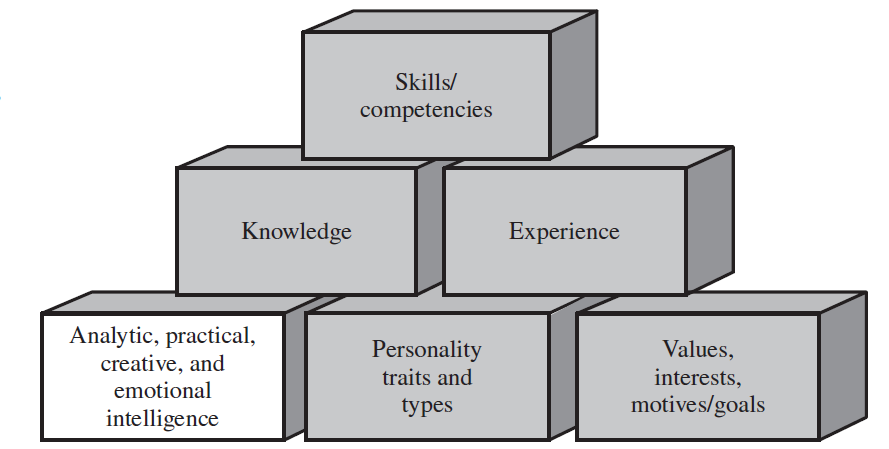 Skills/
competencies
Knowledge
Experience
Analytic, practical,
creative, and
emotional
intelligence
Personality
traits and
types
Values,
interests,
motives/goals